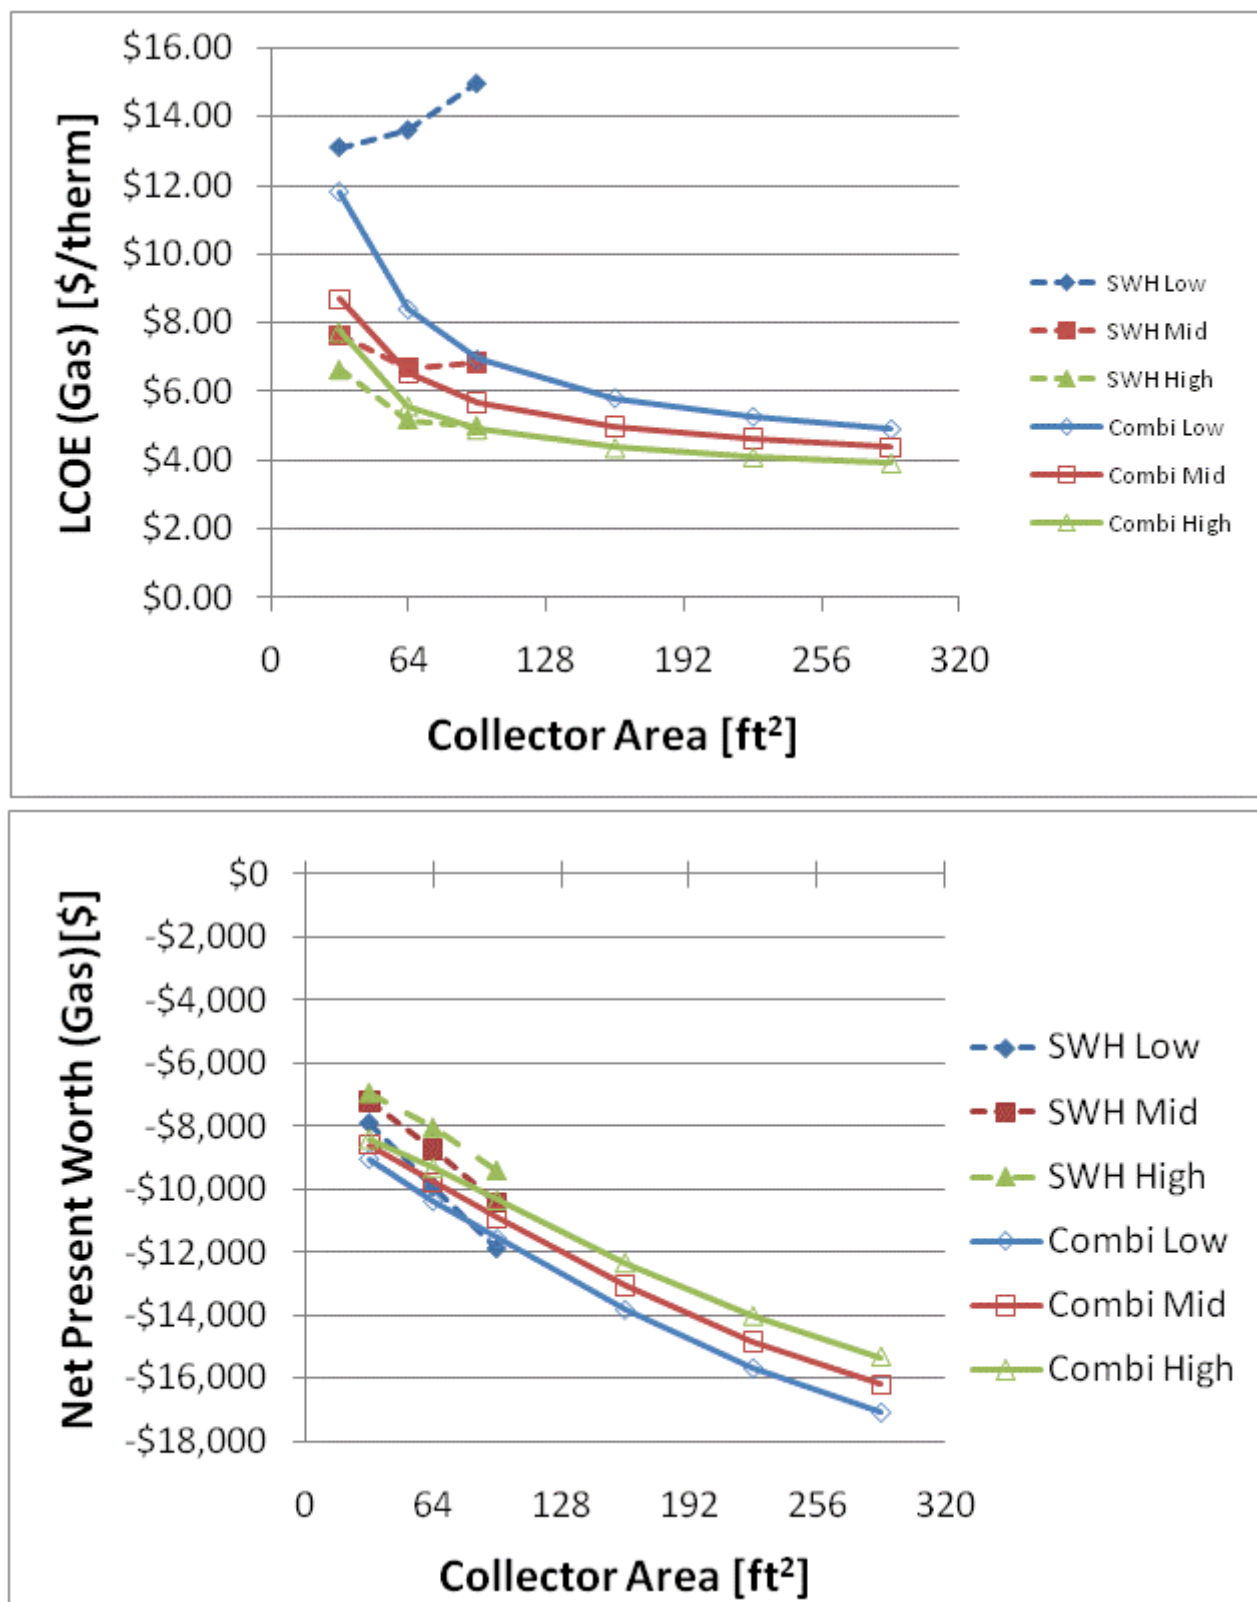 $16.00
$14.00
$12.00
$10.00
$8.00
$6.00
$4.00
$2.00
$0.00
LCOE (Gas) [$/therm]
0 64 128 192 256 320
Collector Area [ft²]
SWH Low
SWH Mid
SWH High
Combi Low
Combi Mid
Combi High
$0
-$2,000
-$4,000
-$6,000
-$8,000
-$10,000
-$12,000
-$14,000
-$16,000
-$18,000
Net Present Worth (Gas)[$]
0 64 128 192 256 320
Collector Area [ft²]
SWH Low
SWH Mid
SWH High
Combi Low
Combi Mid
Combi High